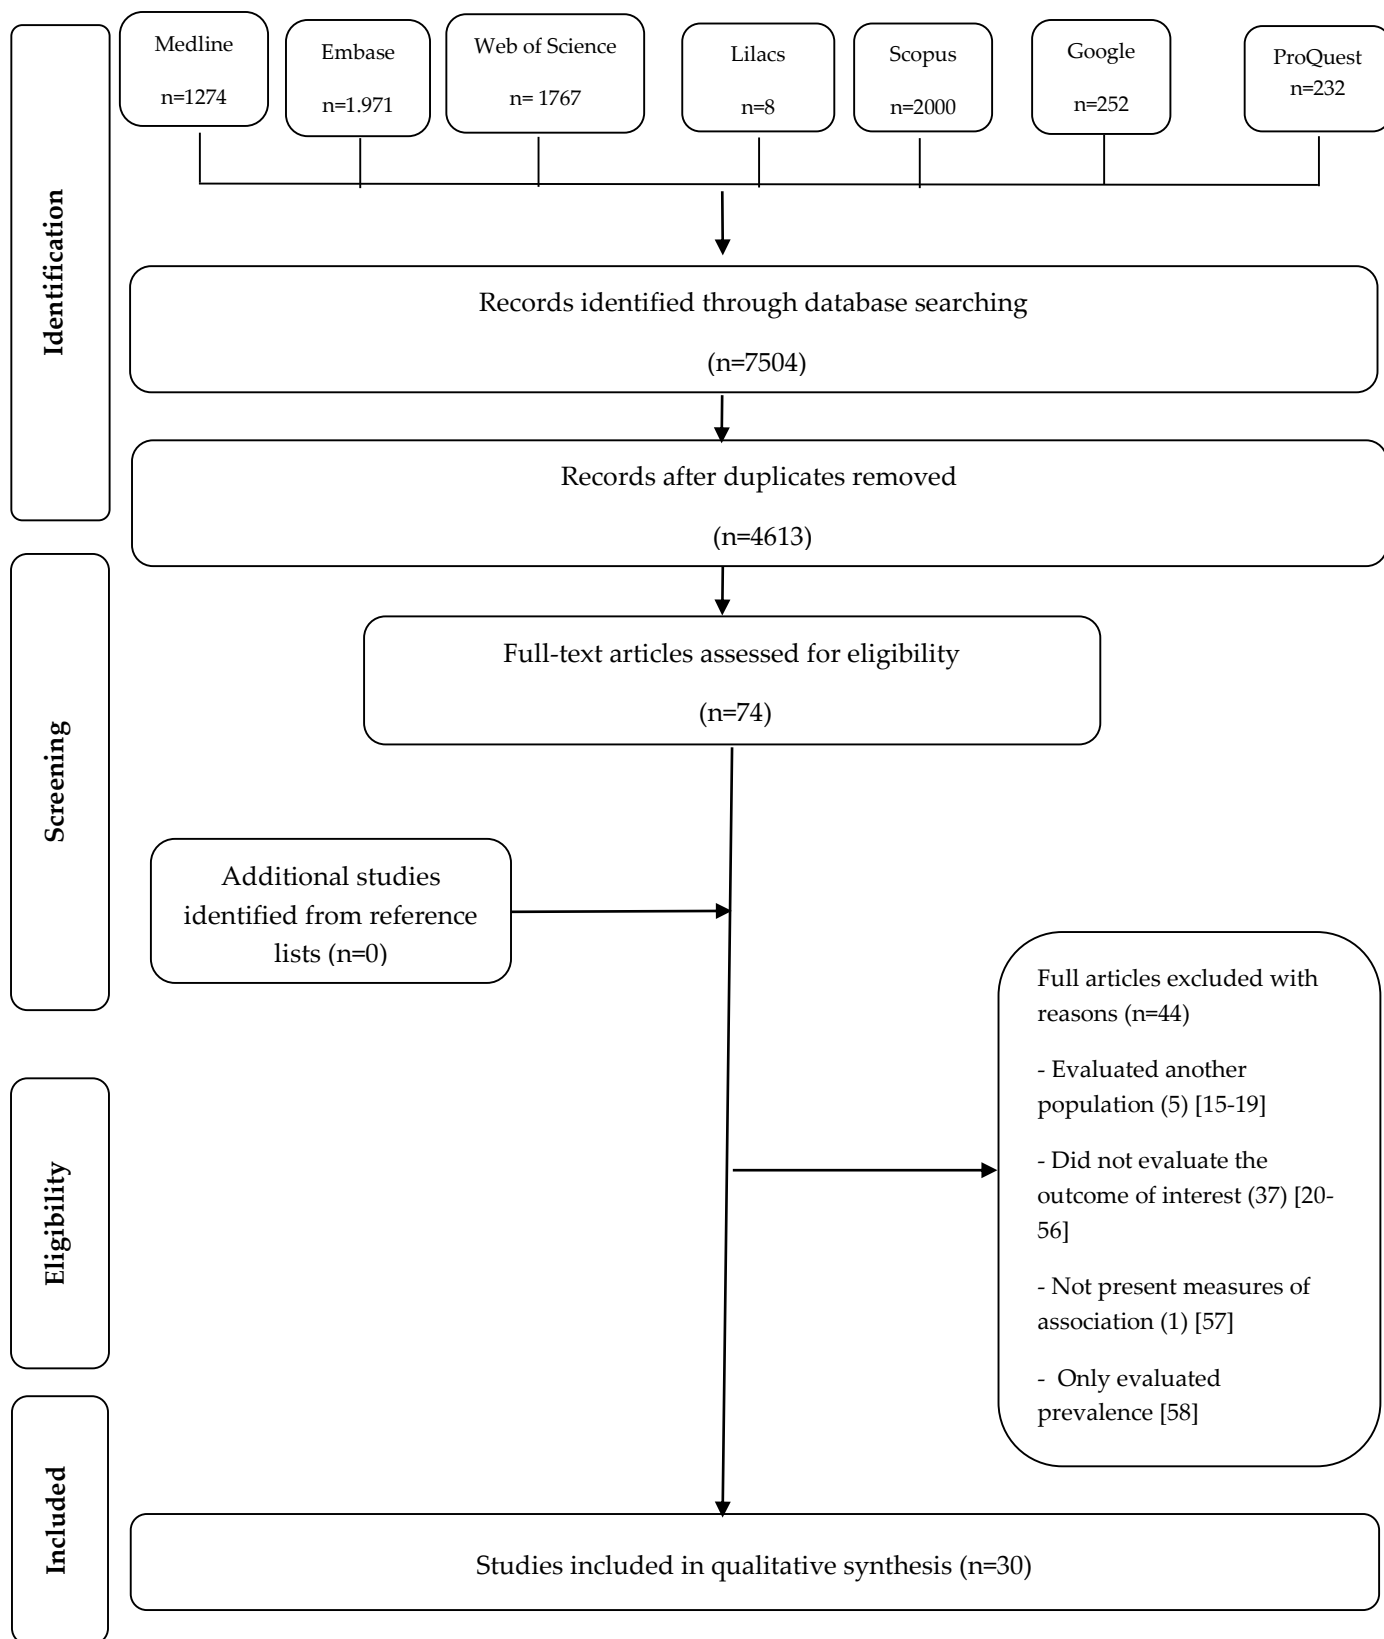 Medline
n=1274
Embase
n=1.971
Web of Science
n= 1767
Lilacs
n=8
Scopus
n=2000
Google
n=252
ProQuest
n=232
Identification
Records identified through database searching
(n=7504)
Records after duplicates removed
(n=4613)
Screening
Full-text articles assessed for eligibility
(n=74)
Additional studies
identified from reference
lists (n=0)
Eligibility
Full articles excluded with
reasons (n=44)
- Evaluated another
population (5) [15-19]
- Did not evaluate the
outcome of interest (37) [20-
56]
- Not present measures of
association (1) [57]
- Only evaluated
prevalence [58]
Included
Studies included in qualitative synthesis (n=30)